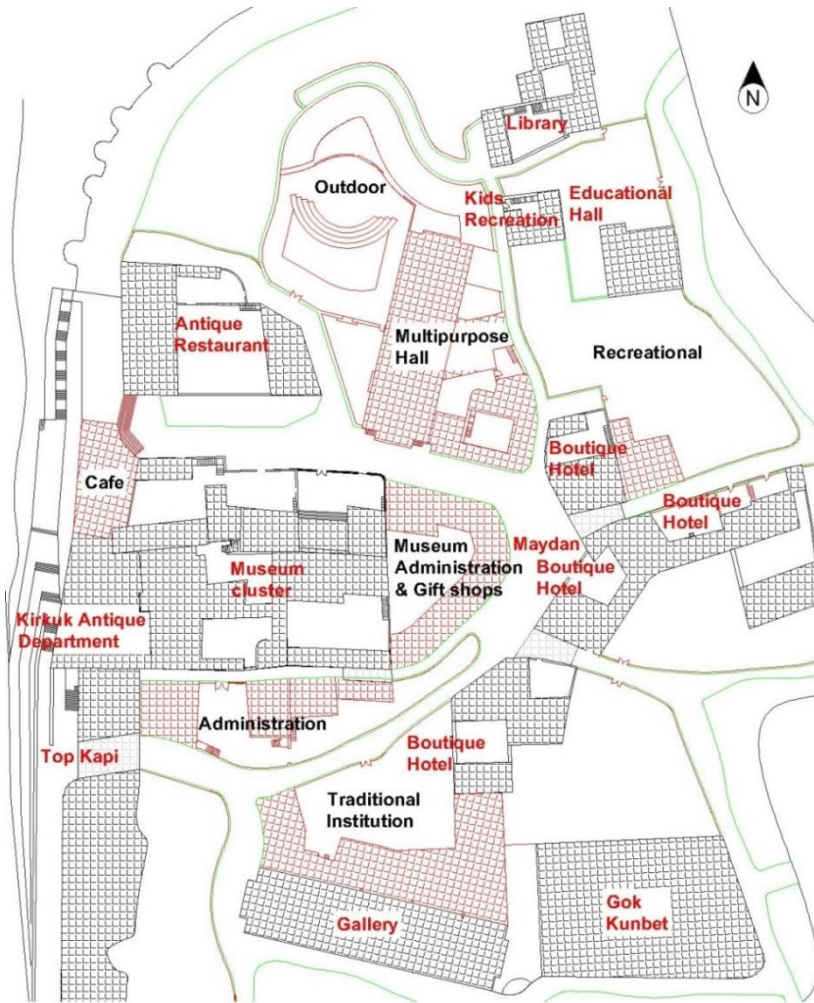 N
Library
Outdoor
Kids
Recreation
Educational
Hall
Antique
Restaurant
Multipurpose
Hall
Recreational
Boutique
Hotel
Cafe
Boutique
Hotel
Museum
Administration
& Gift shops
Maydan
Boutique
Hotel
Museum
cluster
Kirkuk Antique
Department
Administration
Top Kapi
Boutique
Hotel
Traditional
Institution
Gallery
Gok
Kunbet